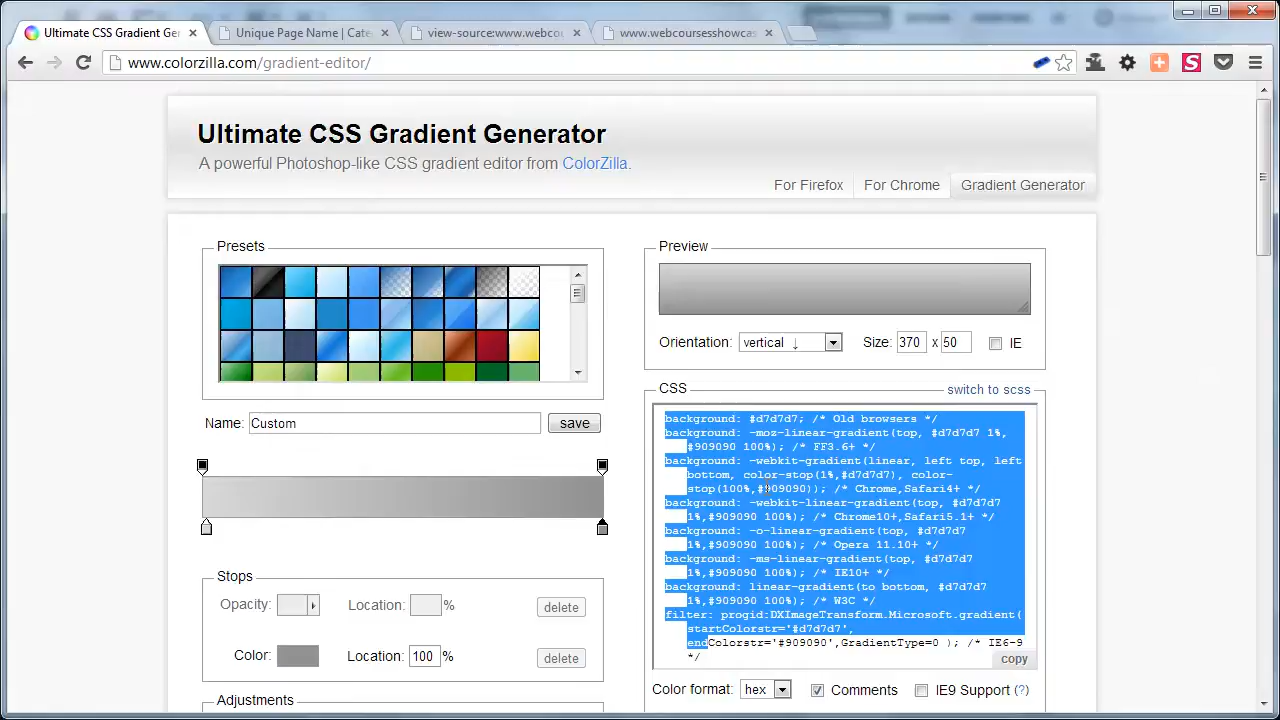 Ultimate CSS Gradient Gen
Unique Page Name | Cate
view-source:www.webcou
www.webcoursesshowcas
www.colorzilla.com/gradient-editor/
Ultimate CSS Gradient Generator
A powerful Photoshop-like CSS gradient editor from ColorZilla.
For Firefox
For Chrome
Gradient Generator
Presets
Name: Custom
save
Stops
Opacity:
Location:
%
delete
Color:
Location: 100 %
delete
Adjustments
Preview
Orientation: vertical ↓
Size: 370 x 50
IE
CSS
switch to scss
background: #d7d7d7; /* Old browsers */
background: -moz-linear-gradient(top, #d7d7d7 1%,
#909090 100%); /* FF3.6+ */
background: -webkit-gradient(linear, left top, left
bottom, color-stop(1%,#d7d7d7), color-
stop(100%,#909090)); /* Chrome,Safari4+ */
background: -webkit-linear-gradient(top, #d7d7d7
1%,#909090 100%); /* Chrome10+,Safari5.1+ */
background: -o-linear-gradient(top, #d7d7d7
1%,#909090 100%); /* Opera 11.10+ */
background: -ms-linear-gradient(top, #d7d7d7
1%,#909090 100%); /* IE10+ */
background: linear-gradient(to bottom, #d7d7d7
1%,#909090 100%); /* W3C */
filter: progid:DXImageTransform.Microsoft.gradient(
startColorstr='#d7d7d7',
endColorstr='#909090',GradientType=0 ); /* IE6-9
*/
copy
Color format: hex
Comments
IE9 Support (?)